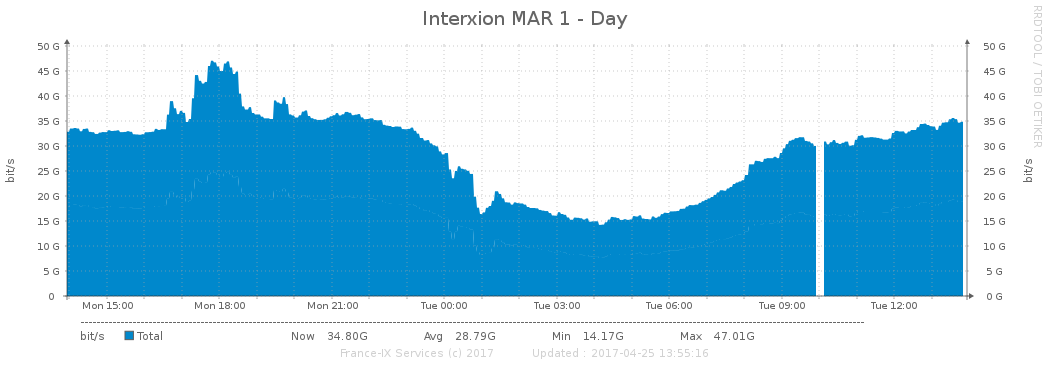 Interxion MAR 1 - Day
RRDTOOL / TOBI OETIKER
bit/s
50 G
45 G
40 G
35 G
30 G
25 G
20 G
15 G
10 G
5 G
0
50 G
45 G
40 G
35 G
30 G
25 G
20 G
15 G
10 G
5 G
0 G
bit/s
Mon 15:00 Mon 18:00 Mon 21:00 Tue 00:00 Tue 03:00 Tue 06:00 Tue 09:00 Tue 12:00
bit/s Total Now 34.80G Avg 28.79G Min 14.17G Max 47.01G
France-IX Services (c) 2017 Updated : 2017-04-25 13:55:16